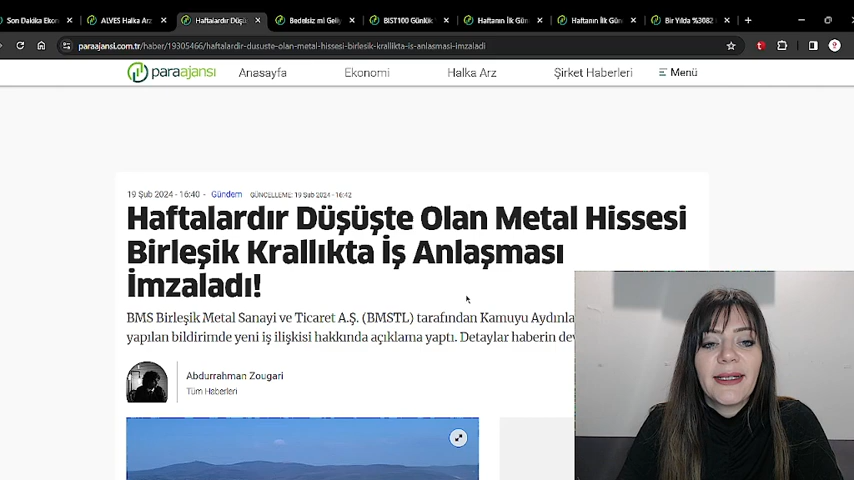 Son Dakika Ekon
ALVES Halka Arz
Haftalardır Düşü
Bedelsiz mi Geliy
BIST100 Günlük
Haftanın İlk Gün
Haftanın İlk Gün
Bir Yılda %3082
paraajansi.com.tr/haber/19305466/haftalardir-dususte-olan-metal-hissesi-birlesik-krallikta-is-anlasmasi-imzaladi
paraajansı
Anasayfa
Ekonomi
Halka Arz
Şirket Haberleri
Menü
19 Şub 2024 - 16:40 - Gündem GÜNCELLEME: 19 Şub 2024 - 16:42
Haftalardır Düşüşte Olan Metal Hissesi
Birleşik Krallıkta İş Anlaşması
İmzaladı!
BMS Birleşik Metal Sanayi ve Ticaret A.Ş. (BMSTL) tarafından Kamuyu Aydınla
yapılan bildirimde yeni iş ilişkisi hakkında açıklama yaptı. Detaylar haberin dev
Abdurrahman Zougari
Tüm Haberleri